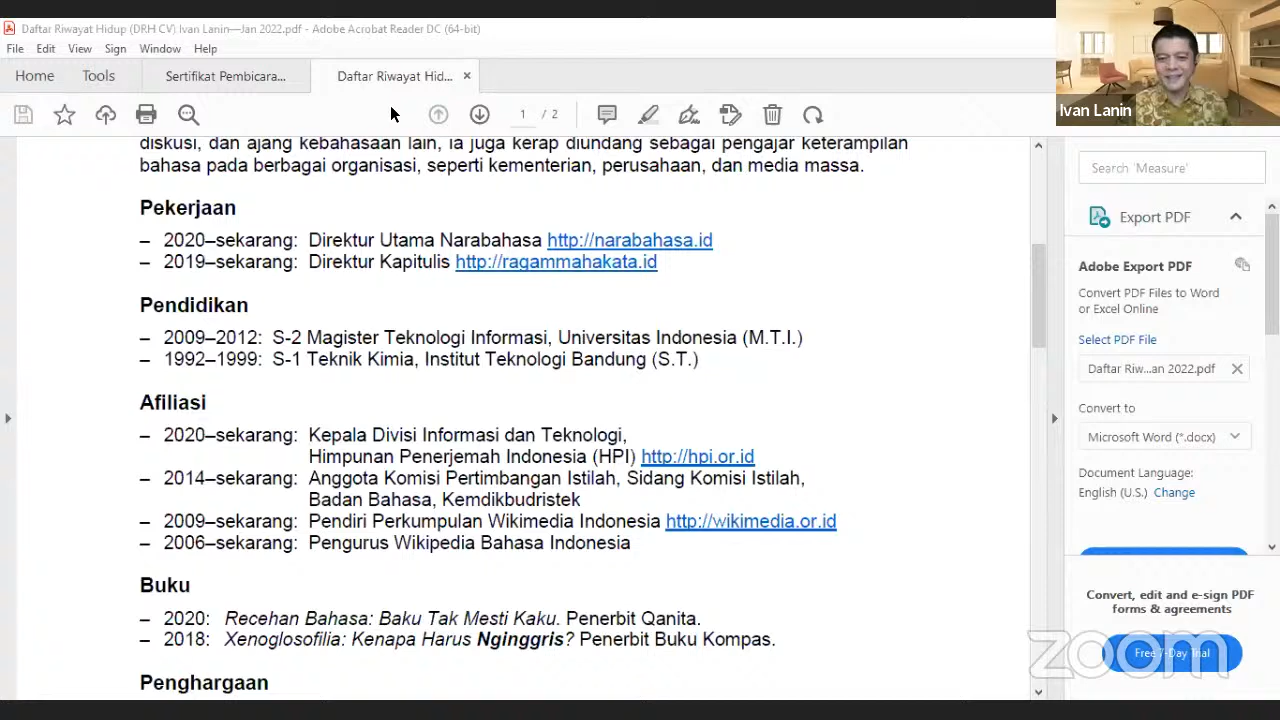 Daftar Riwayat Hidup (DRH CV) Ivan Lanin—Jan 2022.pdf - Adobe Acrobat Reader DC (64-bit)
File Edit View Sign Window Help
Home Tools Sertifikat Pembicara... Daftar Riwayat Hid... ×
1 / 2
Ivan Lanin
diskusi, dan ajang kebahasaan lain, ia juga kerap diundang sebagai pengajar keterampilan
bahasa pada berbagai organisasi, seperti kementerian, perusahaan, dan media massa.
Pekerjaan
– 2020–sekarang: Direktur Utama Narabahasa http://narabahasa.id
– 2019–sekarang: Direktur Kapitulis http://ragammahakata.id
Pendidikan
– 2009–2012: S-2 Magister Teknologi Informasi, Universitas Indonesia (M.T.I.)
– 1992–1999: S-1 Teknik Kimia, Institut Teknologi Bandung (S.T.)
Afiliasi
– 2020–sekarang: Kepala Divisi Informasi dan Teknologi,
Himpunan Penerjemah Indonesia (HPI) http://hpi.or.id
– 2014–sekarang: Anggota Komisi Pertimbangan Istilah, Sidang Komisi Istilah,
Badan Bahasa, Kemdikbudristek
– 2009–sekarang: Pendiri Perkumpulan Wikimedia Indonesia http://wikimedia.or.id
– 2006–sekarang: Pengurus Wikipedia Bahasa Indonesia
Buku
– 2020: Recehan Bahasa: Baku Tak Mesti Kaku. Penerbit Qanita.
– 2018: Xenoglosofilia: Kenapa Harus Nginggris? Penerbit Buku Kompas.
Penghargaan
Search 'Measure'
Export PDF
Adobe Export PDF
Convert PDF Files to Word
or Excel Online
Select PDF File
Daftar Riw...an 2022.pdf
Convert to
Microsoft Word (*.docx)
Document Language:
English (U.S.) Change
Convert, edit and e-sign PDF
forms & agreements
Free 7-Day Trial
zoom